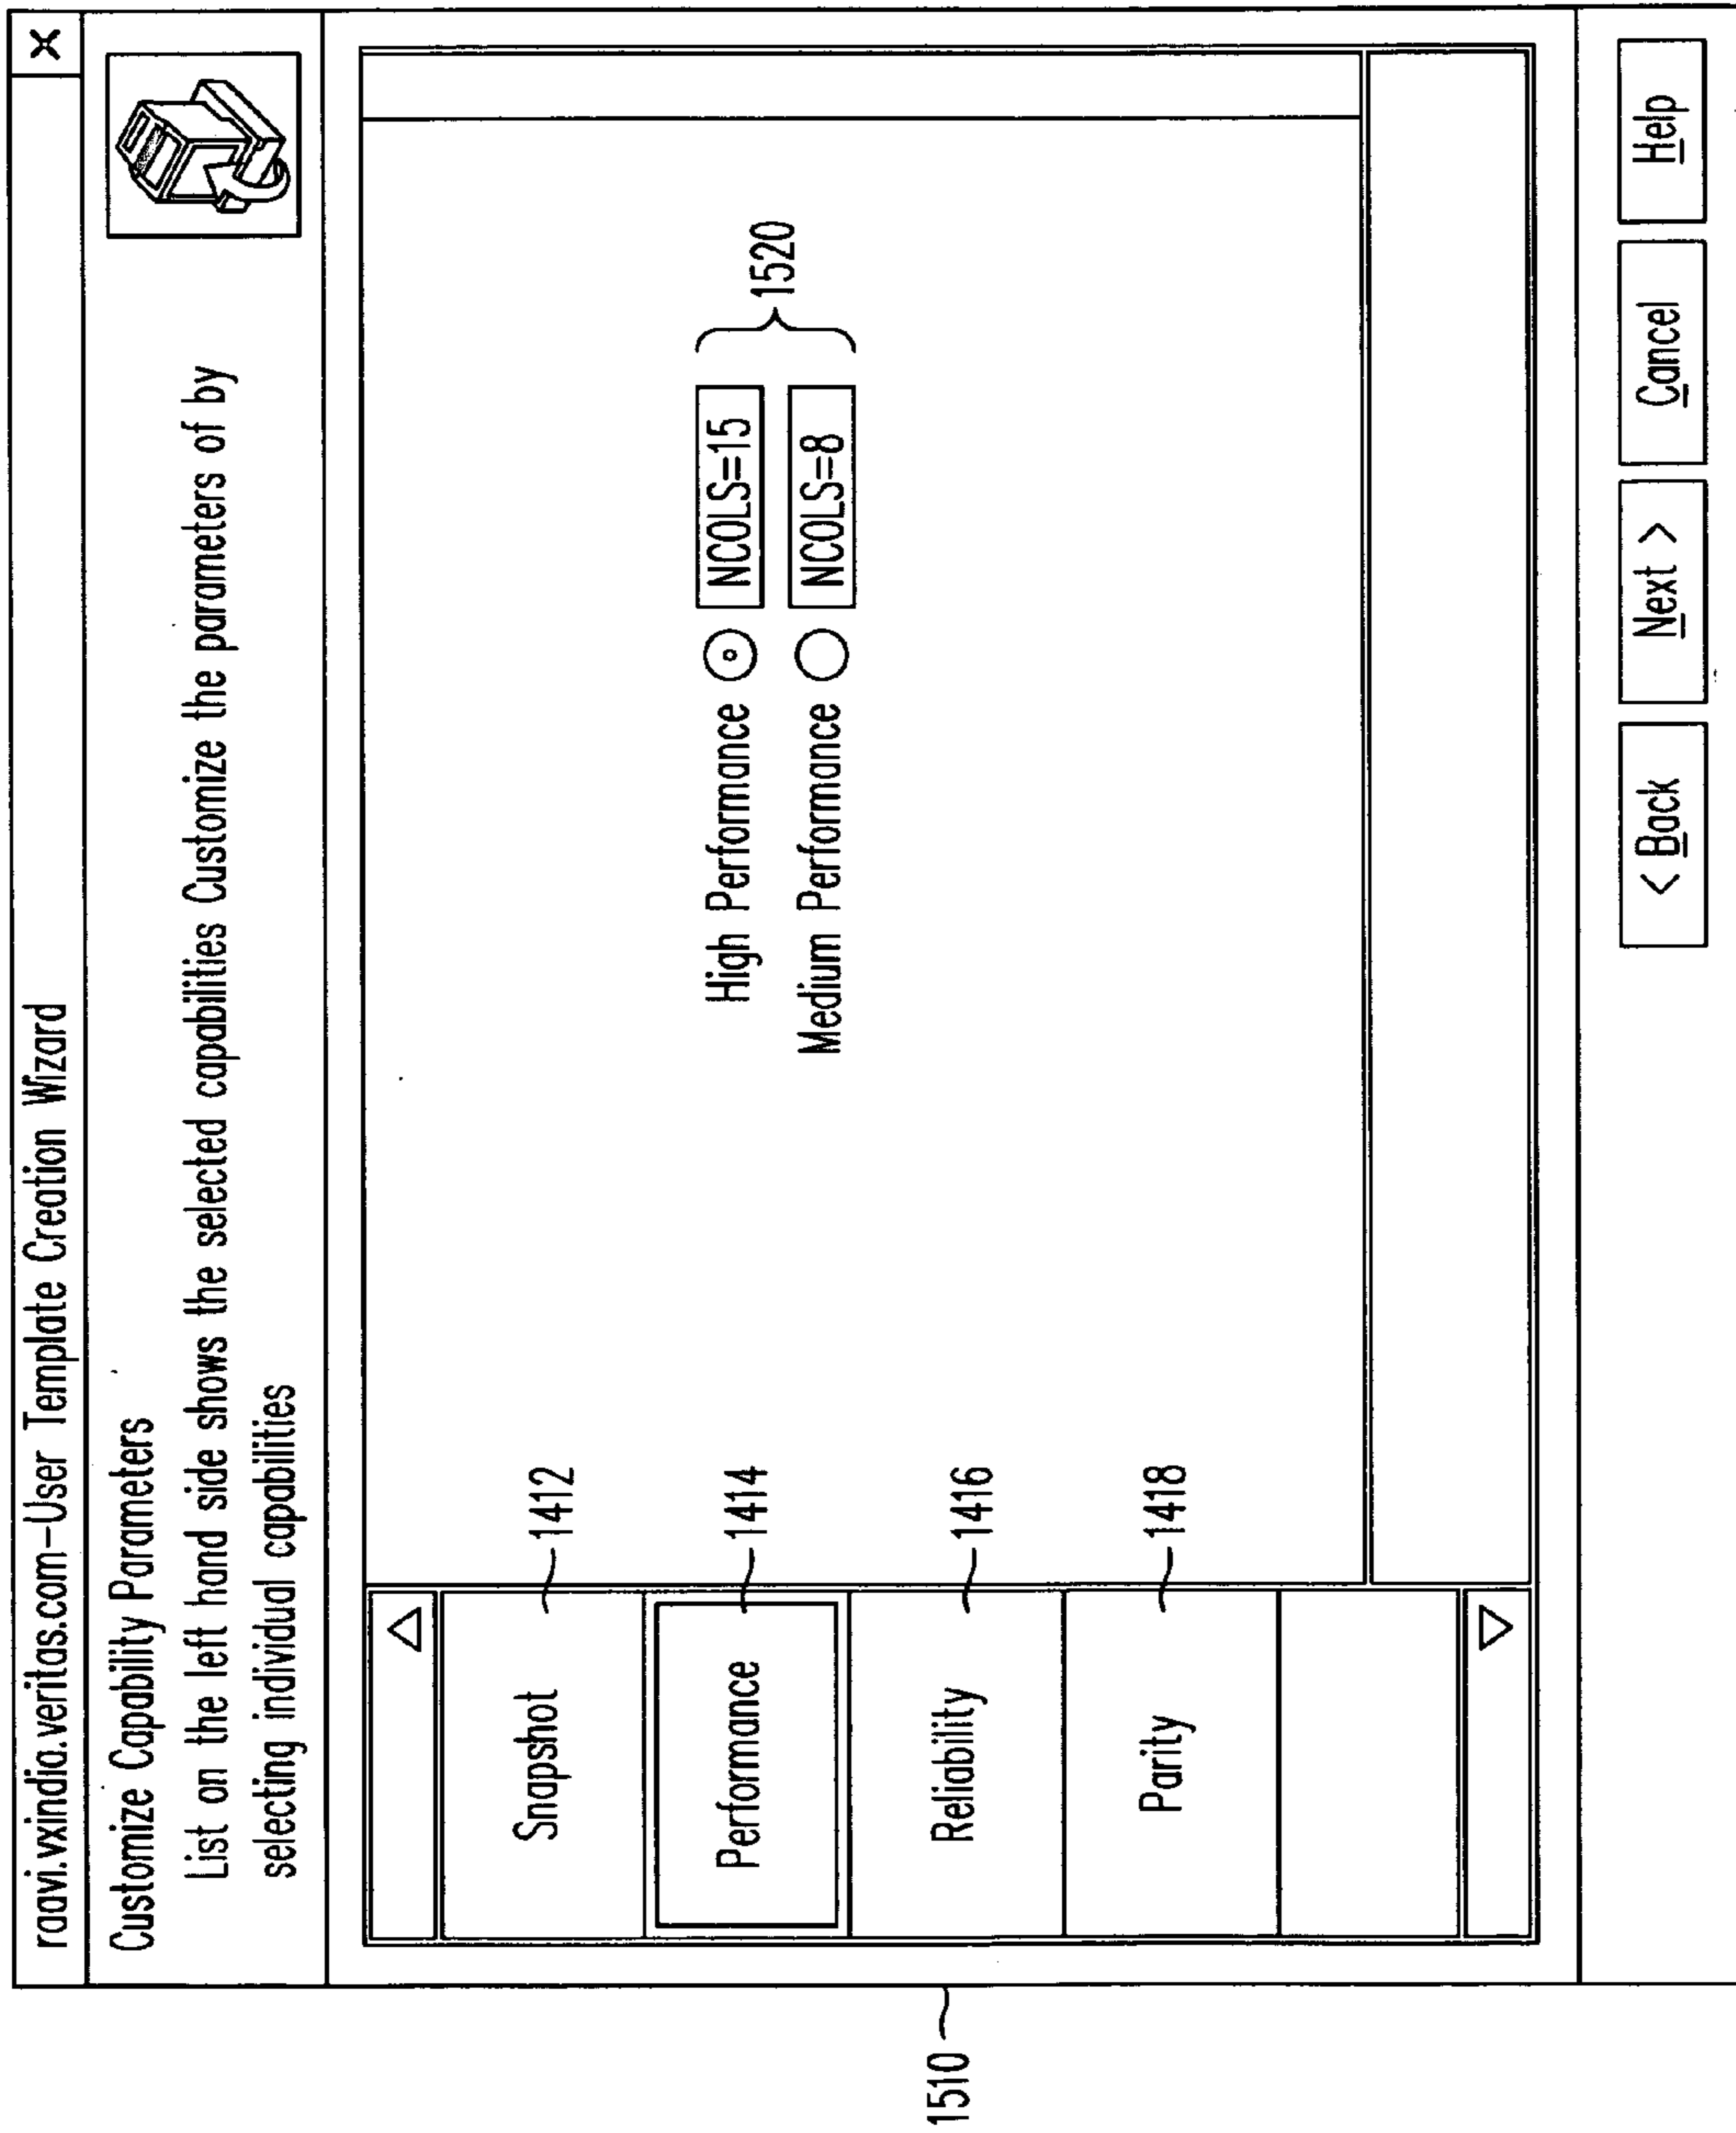 raavi.vxindia.veritas.com-User Template Creation Wizard
X
Customize Capability Parameters
List on the left hand side shows the selected capabilities Customize the parameters of by
selecting individual capabilities
Snapshot
1412
Performance
1414
Reliability
1416
Parity
1418
High Performance
NCOLS=15
Medium Performance
NCOLS=8
1520
1510
< Back
Next >
Cancel
Help